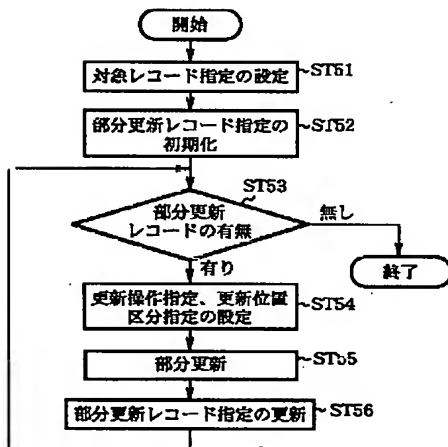 開始
対象レコード指定の設定
ST51
部分更新レコード指定の
初期化
ST52
ST53
部分更新
レコードの有無
無し
終了
有り
更新操作指定、更新位置
区分指定の設定
ST54
部分更新
ST55
部分更新レコード指定の更新
ST56